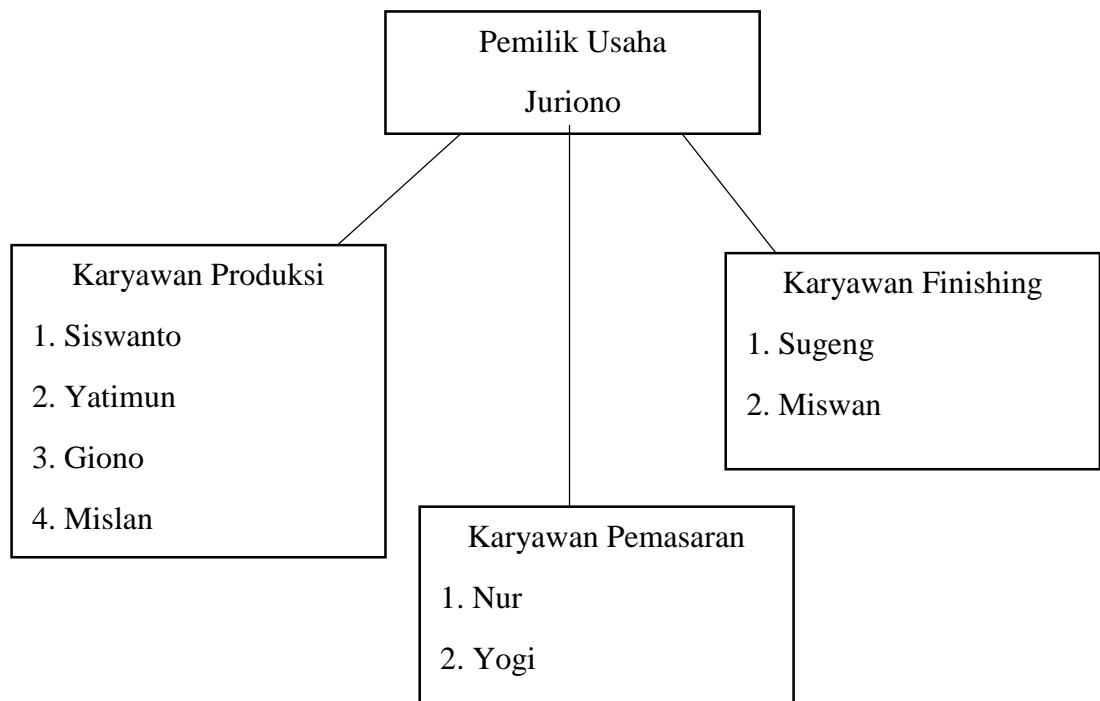 Pemilik Usaha
Juriono
Karyawan Produksi
1. Siswanto
2. Yatimun
3. Giono
4. Mislan
Karyawan Finishing
1. Sugeng
2. Miswan
Karyawan Pemasaran
1. Nur
2. Yogi